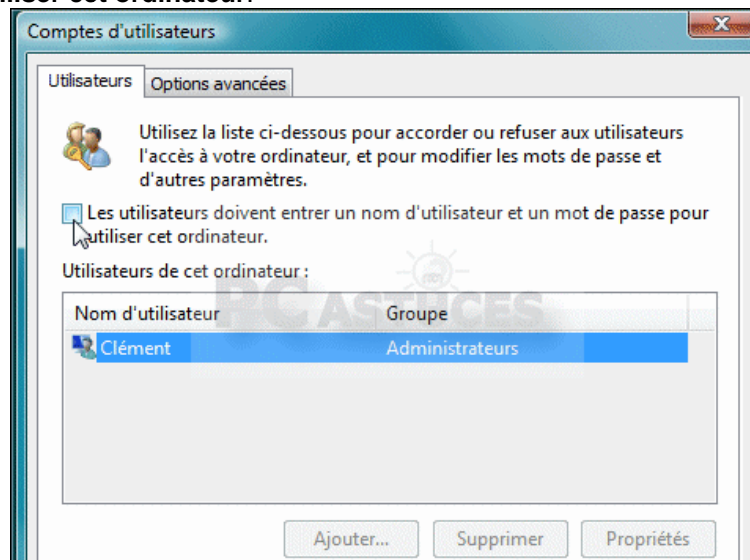 iliser cet ordinateur.
Comptes d'utilisateurs
Utilisateurs
Options avancées
Utilisez la liste ci-dessous pour accorder ou refuser aux utilisateurs
l'accès à votre ordinateur, et pour modifier les mots de passe et
d'autres paramètres.
Les utilisateurs doivent entrer un nom d'utilisateur et un mot de passe pour
utiliser cet ordinateur.
Utilisateurs de cet ordinateur :
PC ASTUCES
Nom d'utilisateur Groupe
Clément Administrateurs
Ajouter... Supprimer Propriétés